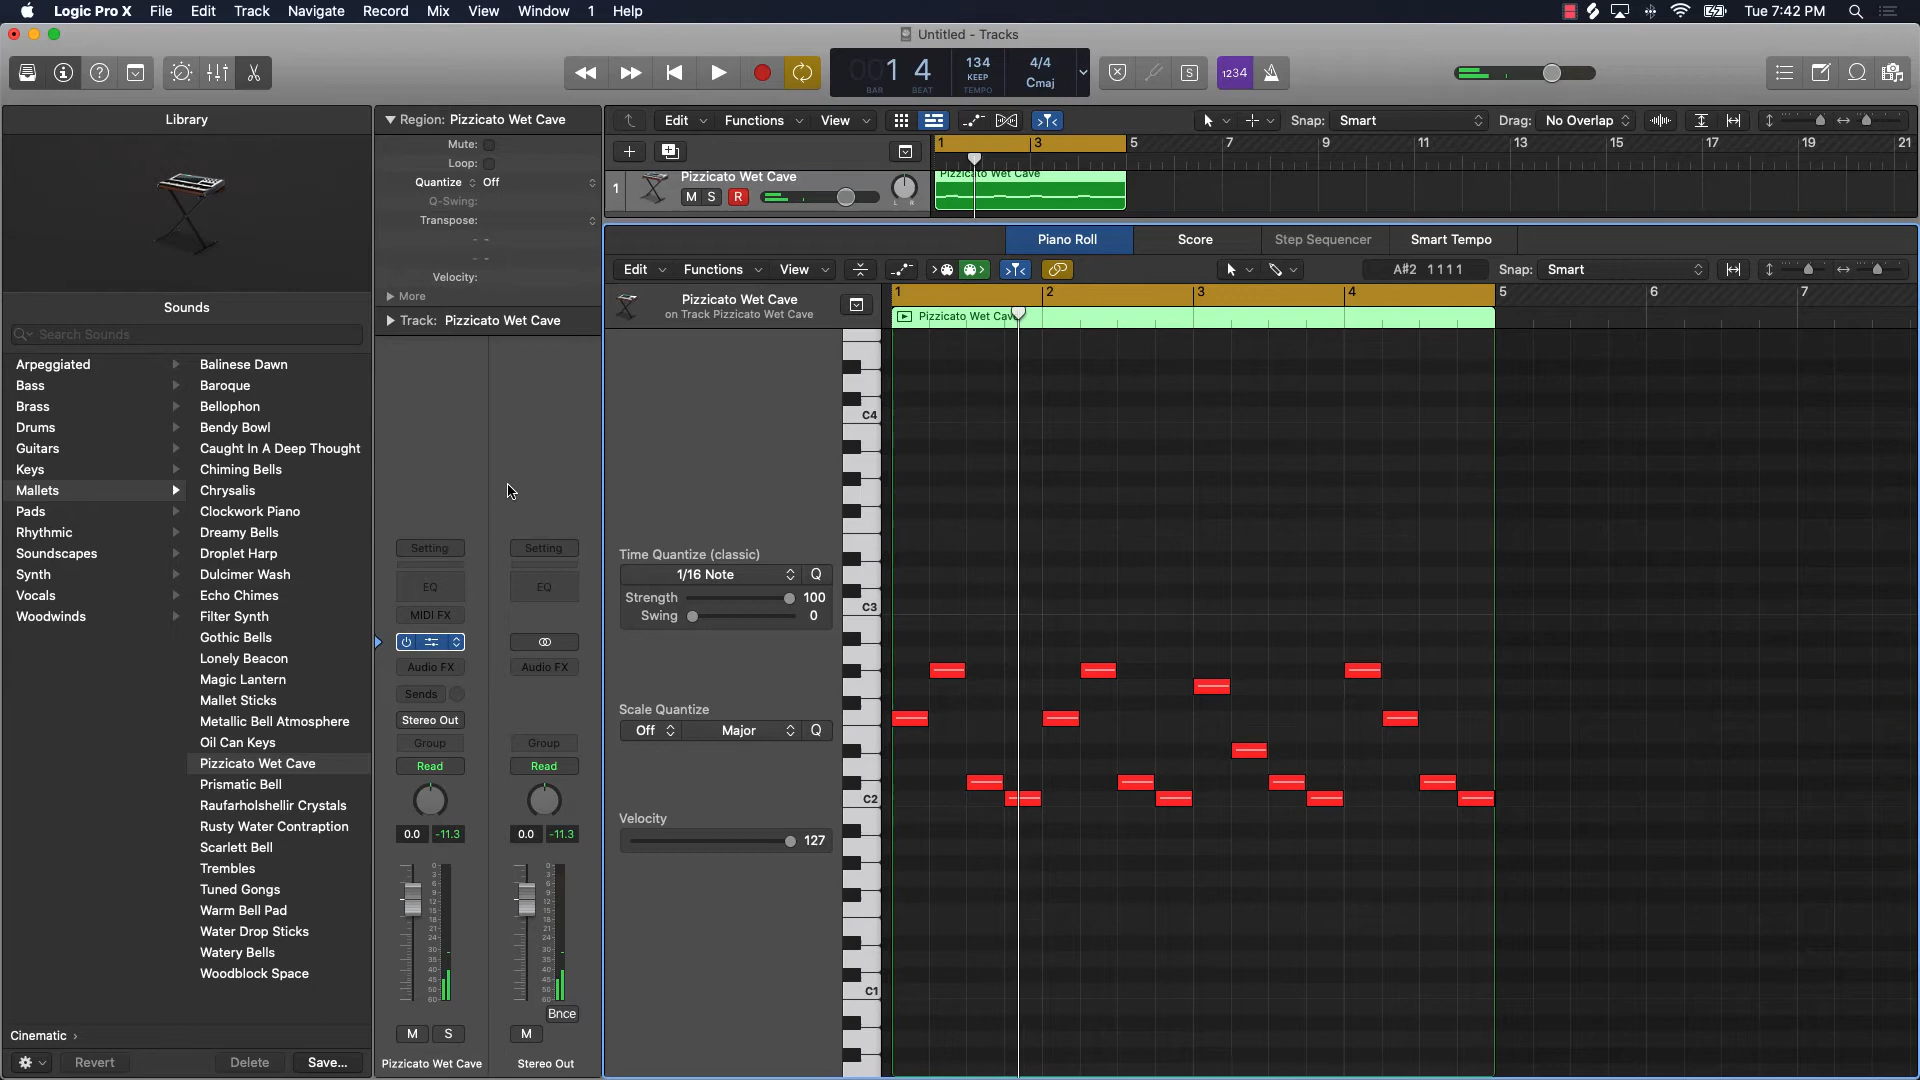 Logic Pro X File Edit Track Navigate Record Mix View Window 1 Help
Tue 7:42 PM
Untitled - Tracks
1 4
BAR BEAT
134
KEEP
TEMPO
4/4
Cmaj
S
1234
Library
Sounds
Search Sounds
Arpeggiated
Bass
Brass
Drums
Guitars
Keys
Mallets
Pads
Rhythmic
Soundscapes
Synth
Vocals
Woodwinds
Balinese Dawn
Baroque
Bellophon
Bendy Bowl
Caught In A Deep Thought
Chiming Bells
Chrysalis
Clockwork Piano
Dreamy Bells
Droplet Harp
Dulcimer Wash
Echo Chimes
Filter Synth
Gothic Bells
Lonely Beacon
Magic Lantern
Mallet Sticks
Metallic Bell Atmosphere
Oil Can Keys
Pizzicato Wet Cave
Prismatic Bell
Raufarholshellir Crystals
Rusty Water Contraption
Scarlett Bell
Trembles
Tuned Gongs
Warm Bell Pad
Water Drop Sticks
Watery Bells
Woodblock Space
Cinematic
Revert Delete Save...
Region: Pizzicato Wet Cave
Mute:
Loop:
Quantize Off
Q-Swing:
Transpose:
Velocity:
More
Track: Pizzicato Wet Cave
Setting Setting
EQ EQ
MIDI FX
Audio FX Audio FX
Sends
Stereo Out
Group Group
Read Read
0.0 -11.3 0.0 -11.3
Bnce
M S M
Pizzicato Wet Cave Stereo Out
Edit Functions View
Snap: Smart
Drag: No Overlap
1 3 5 7 9 11 13 15 17 19 21
1
Pizzicato Wet Cave
M S R
L R
Pizzicato Wet Cave
Piano Roll Score Step Sequencer Smart Tempo
Edit Functions View
A#2 1 1 1 1
Snap: Smart
Pizzicato Wet Cave
on Track Pizzicato Wet Cave
1 2 3 4 5 6 7
Pizzicato Wet Cave
Time Quantize (classic)
1/16 Note Q
Strength 100
Swing 0
Scale Quantize
Off Major Q
Velocity
127
C4
C3
C2
C1